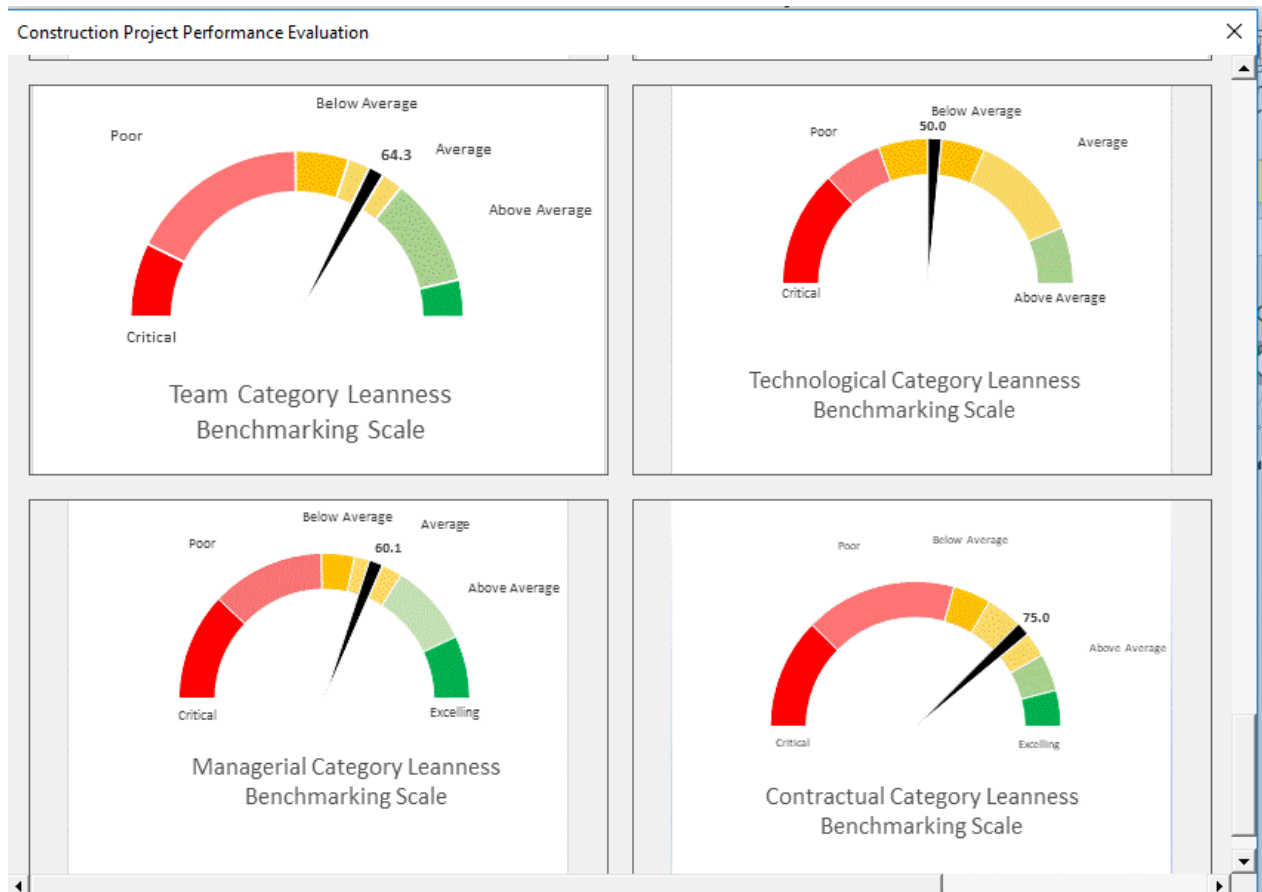 Construction Project Performance Evaluation
Below Average
Poor
64.3
Average
Above Average
Critical
Team Category Leanness
Benchmarking Scale
Below Average
50.0
Poor
Average
Critical
Above Average
Technological Category Leanness
Benchmarking Scale
Below Average
Average
Poor
60.1
Above Average
Critical
Excelling
Managerial Category Leanness
Benchmarking Scale
Below Average
Poor
75.0
Above Average
Critical
Excelling
Contractual Category Leanness
Benchmarking Scale